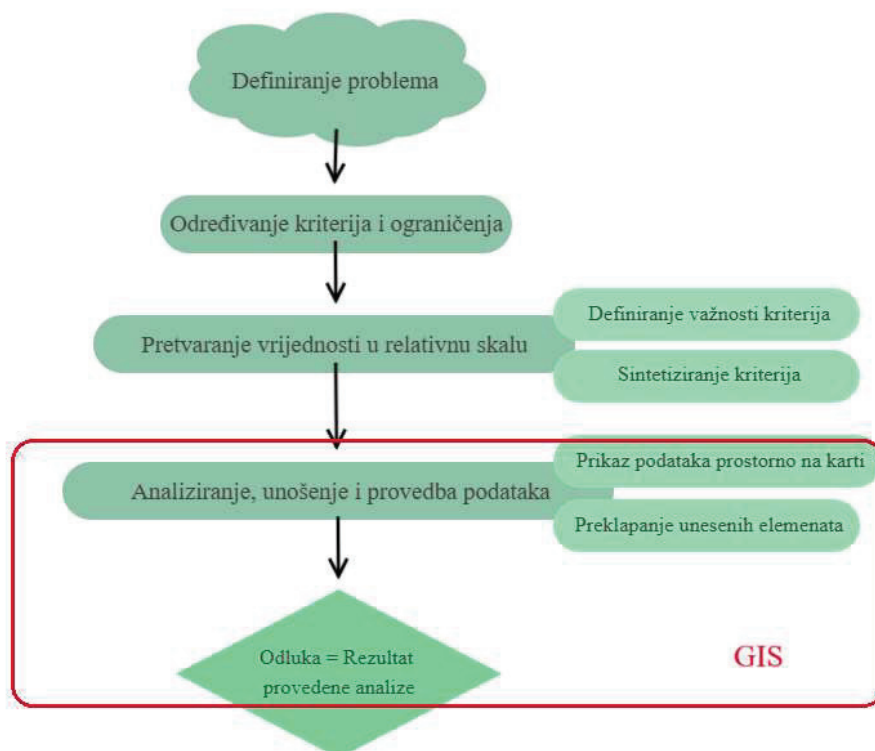 Definiranje problema
Određivanje kriterija i ograničenja
Pretvaranje vrijednosti u relativnu skalu
Definiranje važnosti kriterija
Sintetiziranje kriterija
Analiziranje, unošenje i provedba podataka
Prikaz podataka prostorno na karti
Preklapanje unesenih elemenata
Odluka = Rezultat
provedene analize
GIS